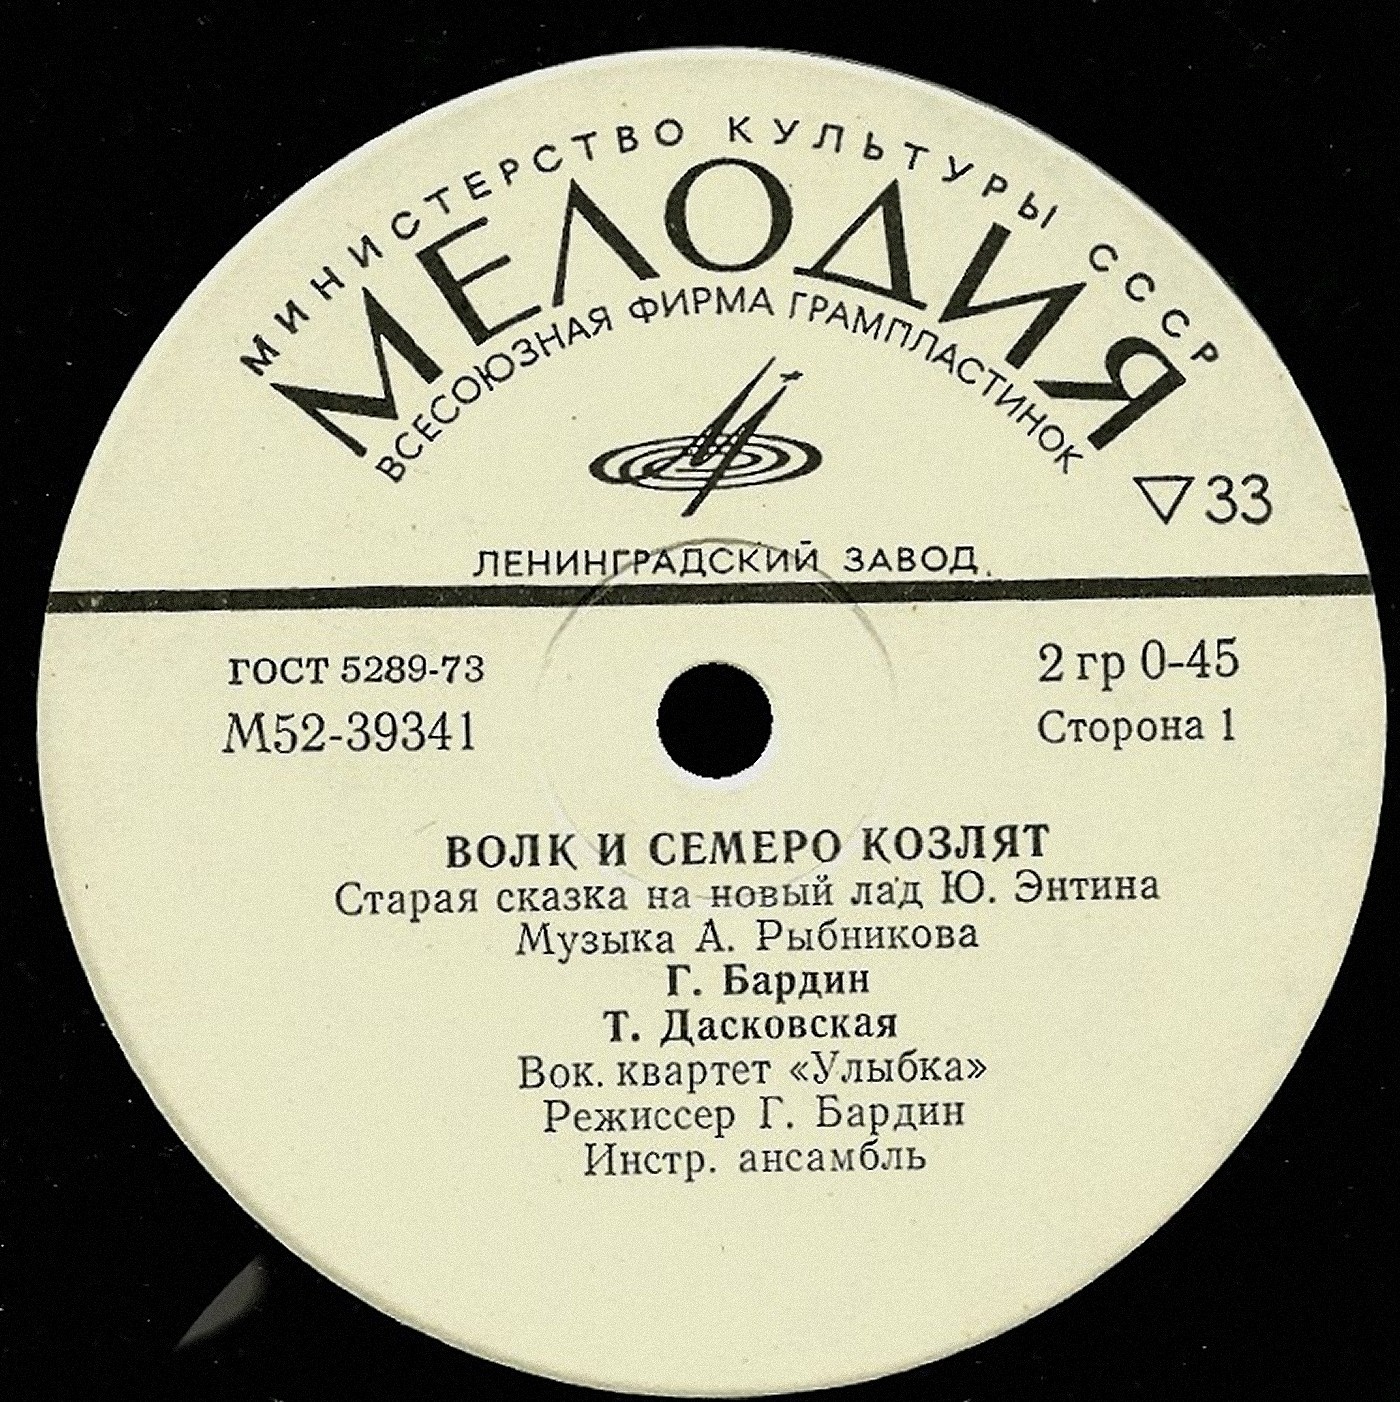 МИНИСТЕРСТВО КУЛЬТУРЫ СССР
МЕЛОДИЯ
ВСЕСОЮЗНАЯ ФИРМА ГРАМПЛАСТИНОК
33
ЛЕНИНГРАДСКИЙ ЗАВОД.
ГОСТ 5289-73
2 гр 0-45
М52-39341
Сторона 1
ВОЛК И СЕМЕРО КОЗЛЯТ
Старая сказка на новый лад Ю. Энтина
Музыка А. Рыбникова
Г. Бардин
Т. Дасковская
Вок. квартет «Улыбка»
Режиссер Г. Бардин
Инстр. ансамбль